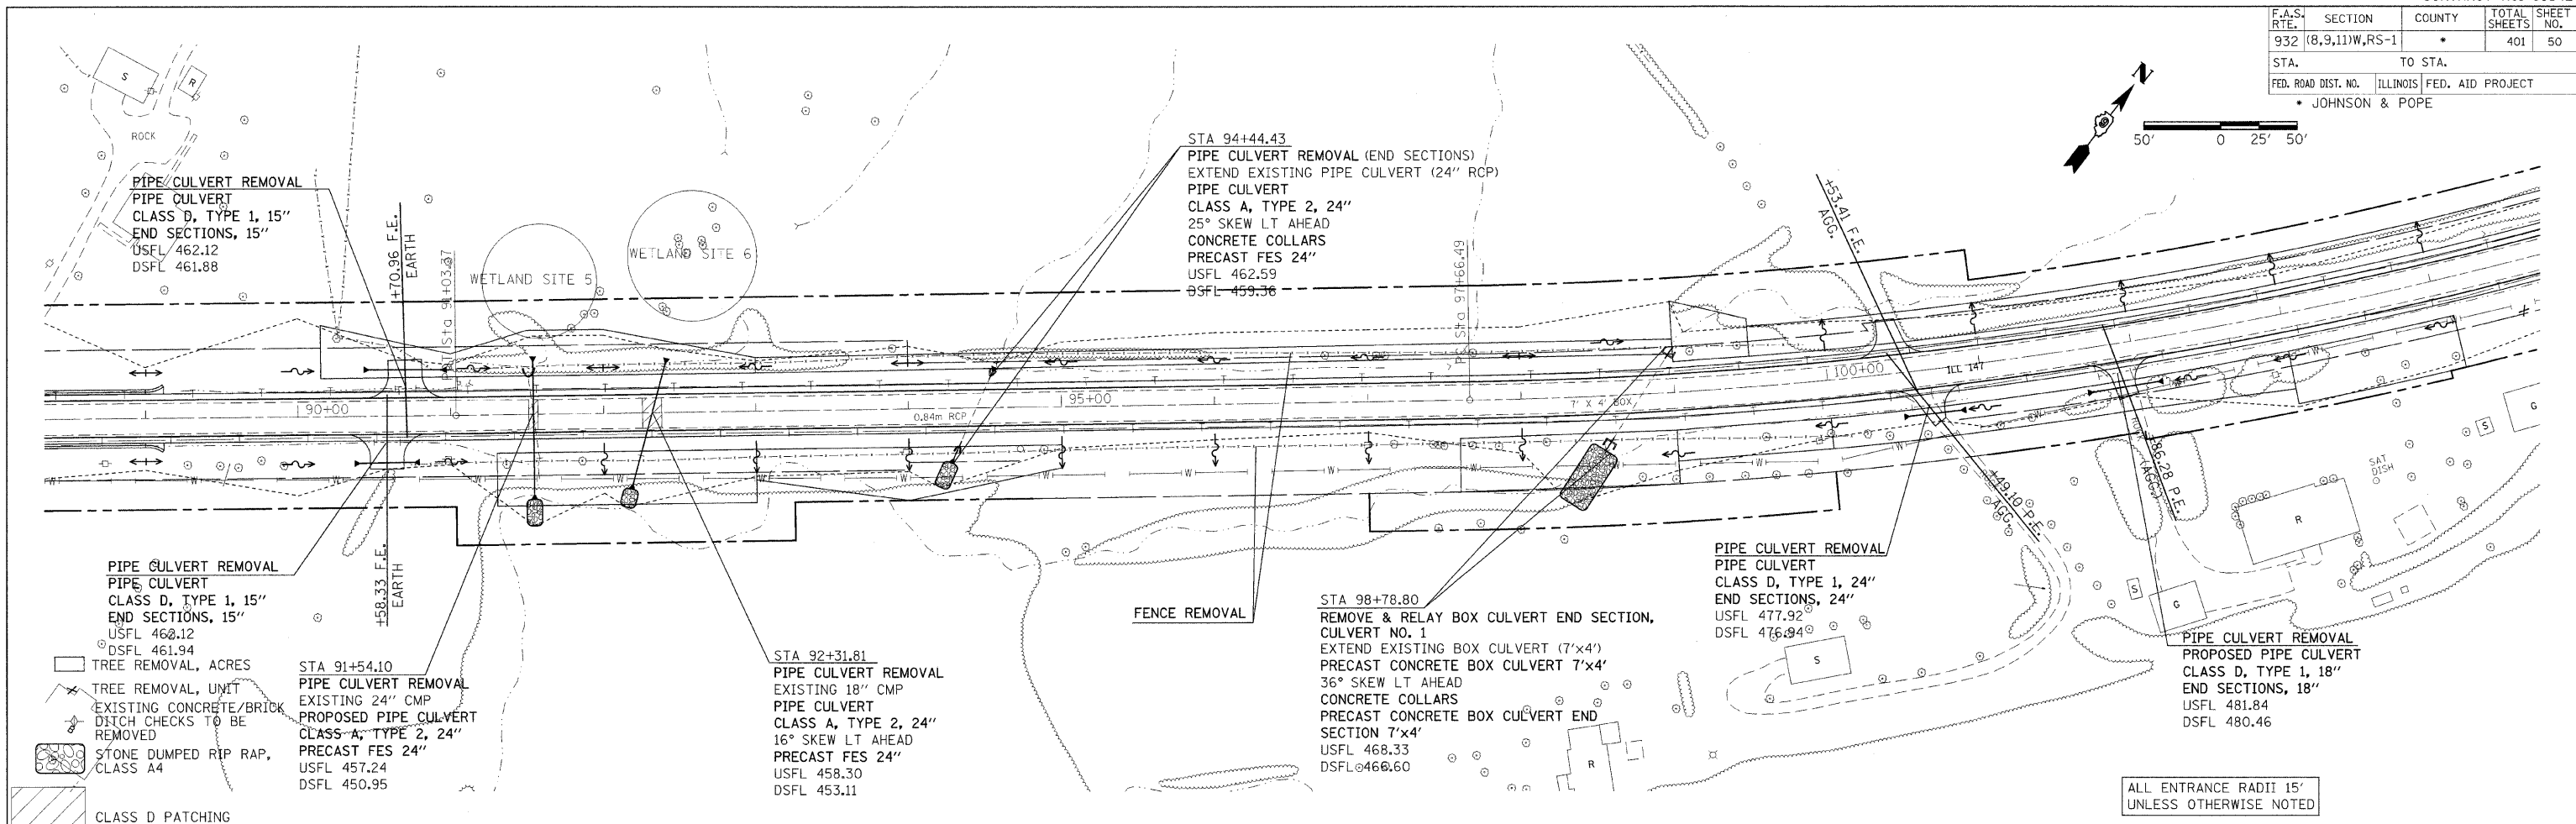 F.A.S. RTE. SECTION COUNTY TOTAL SHEETS SHEET NO.
932 (8,9,11)W,RS-1 * 401 50
STA. TO STA.
FED. ROAD DIST. NO. ILLINOIS FED. AID PROJECT
* JOHNSON & POPE
N
50' 0 25' 50'
S
R
ROCK
PIPE CULVERT REMOVAL
PIPE CULVERT
CLASS D, TYPE 1, 15"
END SECTIONS, 15"
USFL 462.12
DSFL 461.88
+70.96 F.E.
EARTH
WETLAND SITE 5
WETLAND SITE 6
STA 94+44.43
PIPE CULVERT REMOVAL (END SECTIONS)
EXTEND EXISTING PIPE CULVERT (24" RCP)
PIPE CULVERT
CLASS A, TYPE 2, 24"
25° SKEW LT AHEAD
CONCRETE COLLARS
PRECAST FES 24"
USFL 462.59
DSFL 459.36
Sta 97+66.49
+53.41 F.E.
AGG.
90+00
0.84m RCP
95+00
7' X 4' BOX
100+00
ILL 147
+49.10 P.E.
AGG.
+86.28 P.E.
(AGG.)
SAT DISH
S
G
R
S
G
S
R
+58.33 F.E.
EARTH
PIPE CULVERT REMOVAL
PIPE CULVERT
CLASS D, TYPE 1, 15"
END SECTIONS, 15"
USFL 462.12
DSFL 461.94
TREE REMOVAL, ACRES
TREE REMOVAL, UNIT
EXISTING CONCRETE/BRICK
DITCH CHECKS TO BE
REMOVED
STONE DUMPED RIP RAP,
CLASS A4
CLASS D PATCHING
STA 91+54.10
PIPE CULVERT REMOVAL
EXISTING 24" CMP
PROPOSED PIPE CULVERT
CLASS A, TYPE 2, 24"
PRECAST FES 24"
USFL 457.24
DSFL 450.95
STA 92+31.81
PIPE CULVERT REMOVAL
EXISTING 18" CMP
PIPE CULVERT
CLASS A, TYPE 2, 24"
16° SKEW LT AHEAD
PRECAST FES 24"
USFL 458.30
DSFL 453.11
FENCE REMOVAL
STA 98+78.80
REMOVE & RELAY BOX CULVERT END SECTION,
CULVERT NO. 1
EXTEND EXISTING BOX CULVERT (7'x4')
PRECAST CONCRETE BOX CULVERT 7'x4'
36° SKEW LT AHEAD
CONCRETE COLLARS
PRECAST CONCRETE BOX CULVERT END
SECTION 7'x4'
USFL 468.33
DSFL 466.60
PIPE CULVERT REMOVAL
PIPE CULVERT
CLASS D, TYPE 1, 24"
END SECTIONS, 24"
USFL 477.92
DSFL 476.94
PIPE CULVERT REMOVAL
PROPOSED PIPE CULVERT
CLASS D, TYPE 1, 18"
END SECTIONS, 18"
USFL 481.84
DSFL 480.46
ALL ENTRANCE RADII 15'
UNLESS OTHERWISE NOTED